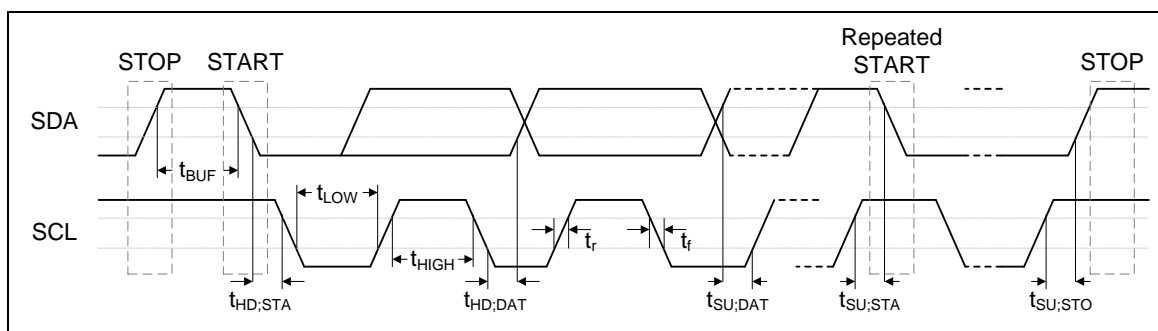 STOP
START
Repeated
START
STOP
SDA
tBUF
tLOW
SCL
tHIGH
tr
tf
tHD;STA
tHD;DAT
tSU;DAT
tSU;STA
tSU;STO